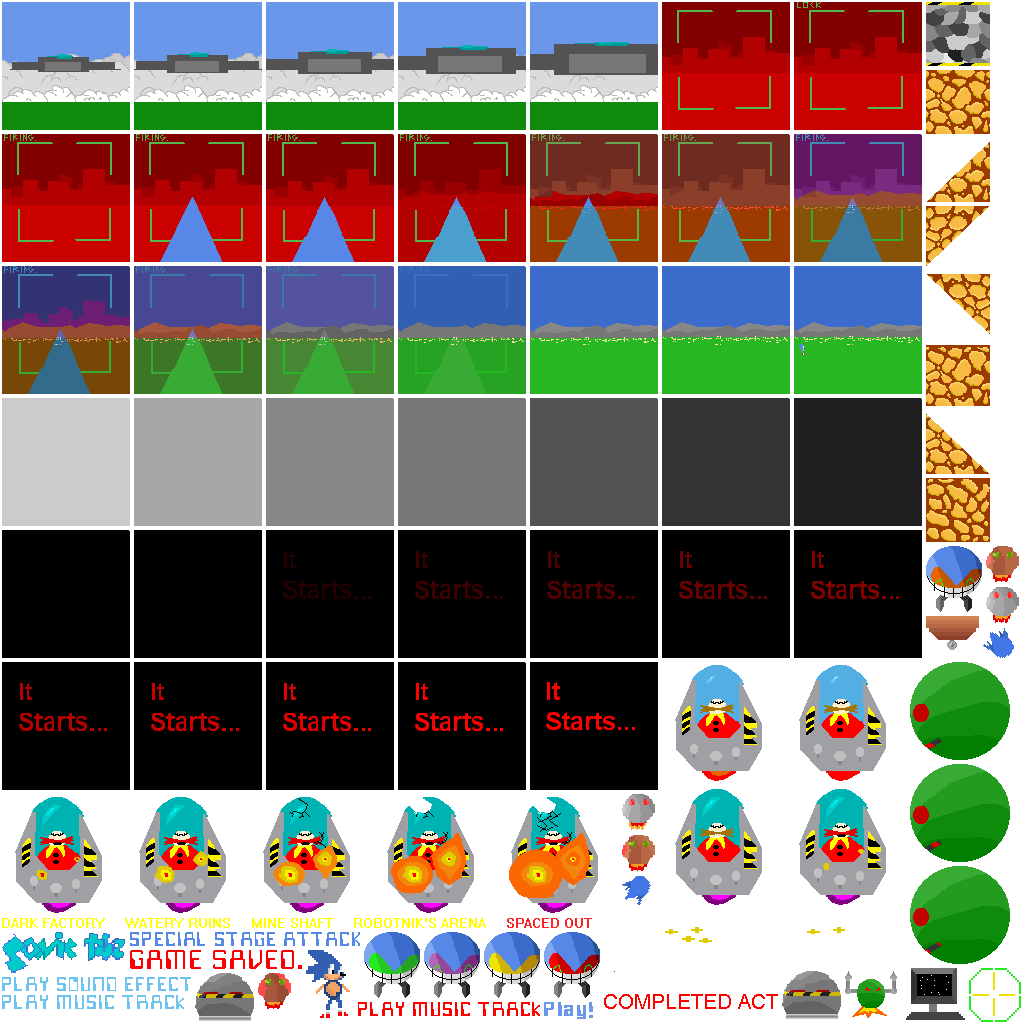 LOCK
FIRING.
FIRING.
FIRING.
FIRING.
FIRING.
FIRING.
FIRING.
FIRING.
FIRING.
FIRING.
FIRING.
It
Starts...
It
Starts...
It
Starts...
It
Starts...
It
Starts...
It
Starts...
It
Starts...
It
Starts...
It
Starts...
It
Starts...
DARK FACTORY
WATERY RUINS
MINE SHAFT
ROBOTNIK'S ARENA
SPACED OUT
SPECIAL STAGE ATTACK
GAME SAVED.
PLAY SOUND EFFECT
PLAY MUSIC TRACK
PLAY MUSIC TRACK
Play!
COMPLETED ACT